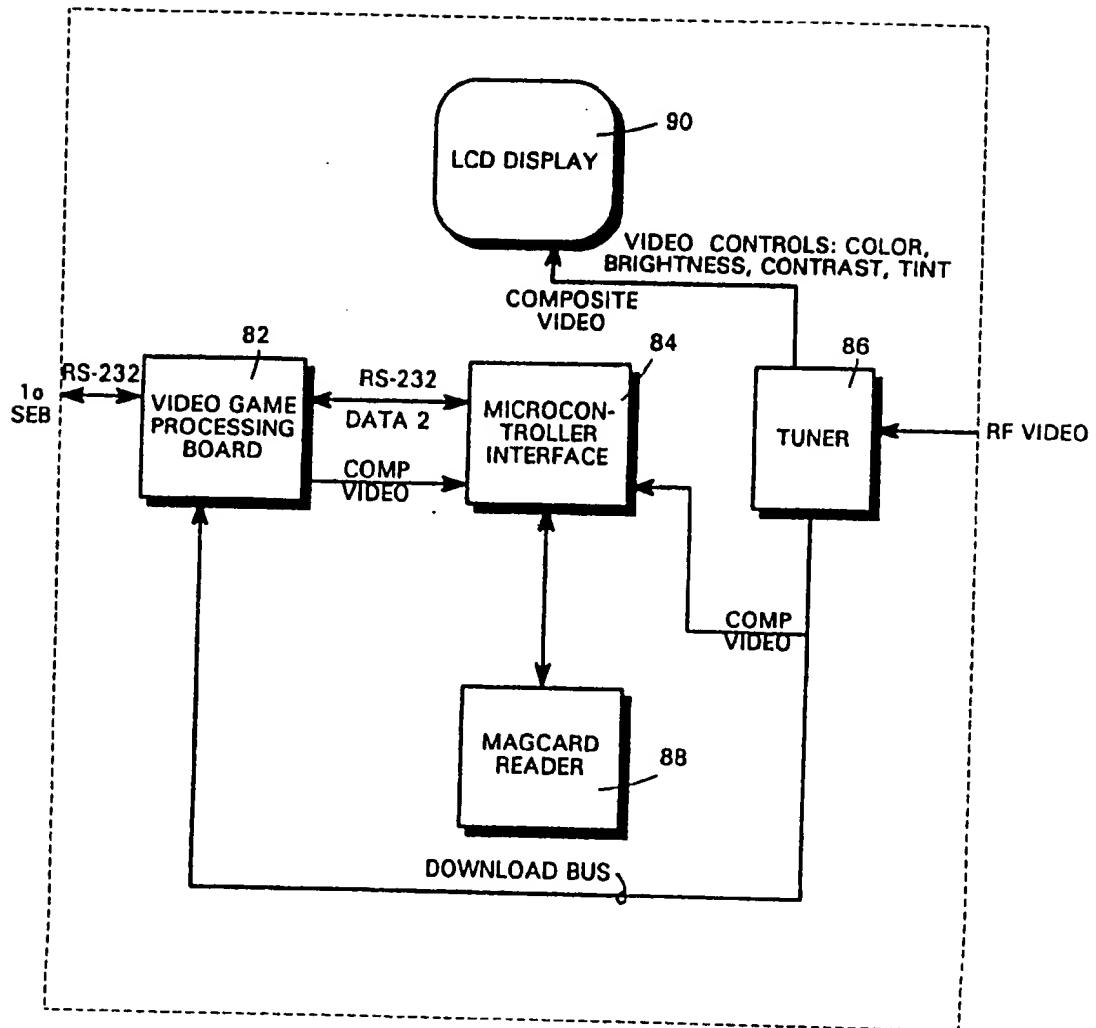 90
LCD DISPLAY
VIDEO CONTROLS: COLOR,
BRIGHTNESS, CONTRAST, TINT
COMPOSITE
VIDEO
82
84
86
RS-232
1o
SEB
VIDEO GAME
PROCESSING
BOARD
RS-232
DATA 2
MICROCON-
TROLLER
INTERFACE
TUNER
RF VIDEO
COMP
VIDEO
COMP
VIDEO
MAGCARD
READER
88
DOWNLOAD BUS